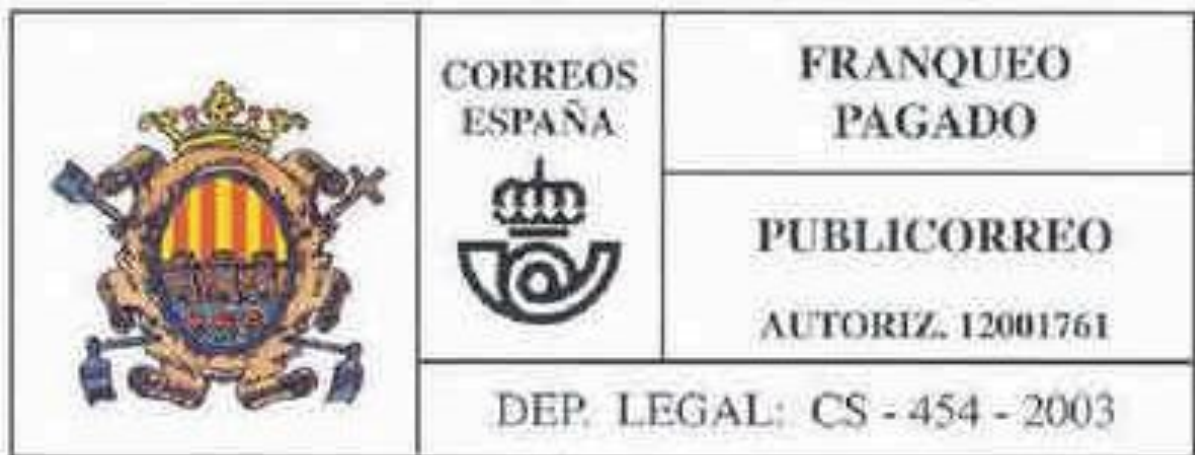 CORREOS
ESPAÑA
FRANQUEO
PAGADO
PUBLICORREO
AUTORIZ. 12001761
DEP. LEGAL: CS - 454 - 2003